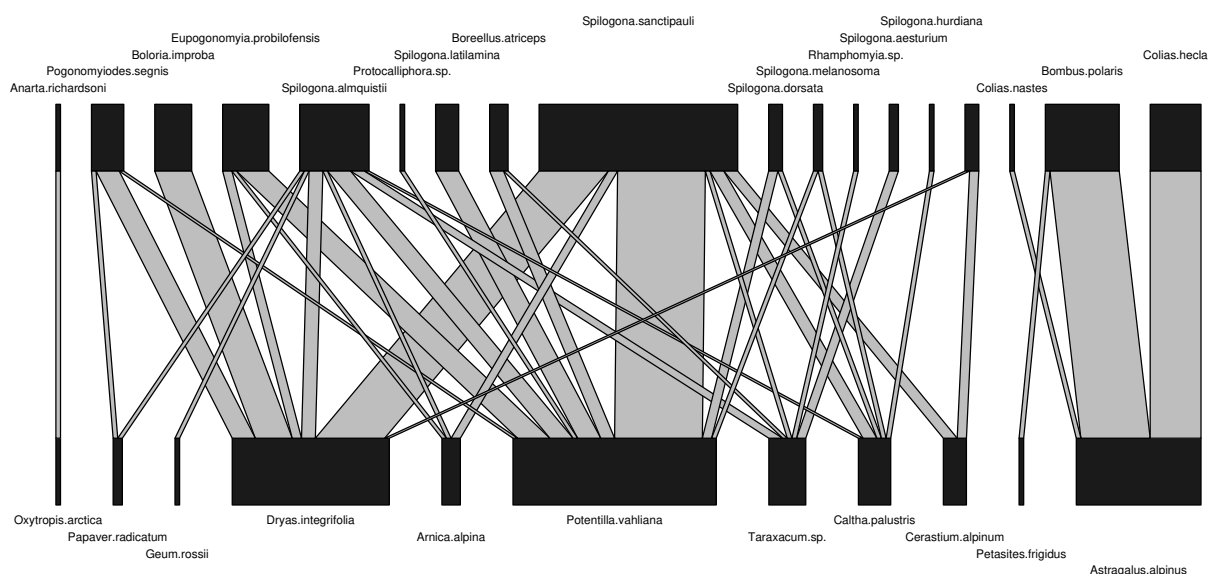 Spilogona.sanctipauli
Spilogona.hurdiana
Eupogonomyia.probilofensis
Boreellus.atriceps
Spilogona.aesturium
Boloria.improba
Spilogona.latilamina
Rhamphomyia.sp.
Colias.hecla
Pogonomyiodes.segnis
Protocalliphora.sp.
Spilogona.melanosoma
Bombus.polaris
Anarta.richardsoni
Spilogona.almquistii
Spilogona.dorsata
Colias.nastes
Oxytropis.arctica
Dryas.integrifolia
Potentilla.vahliana
Caltha.palustris
Papaver.radicatum
Arnica.alpina
Taraxacum.sp.
Cerastium.alpinum
Geum.rossii
Petasites.frigidus
Astragalus.alpinus